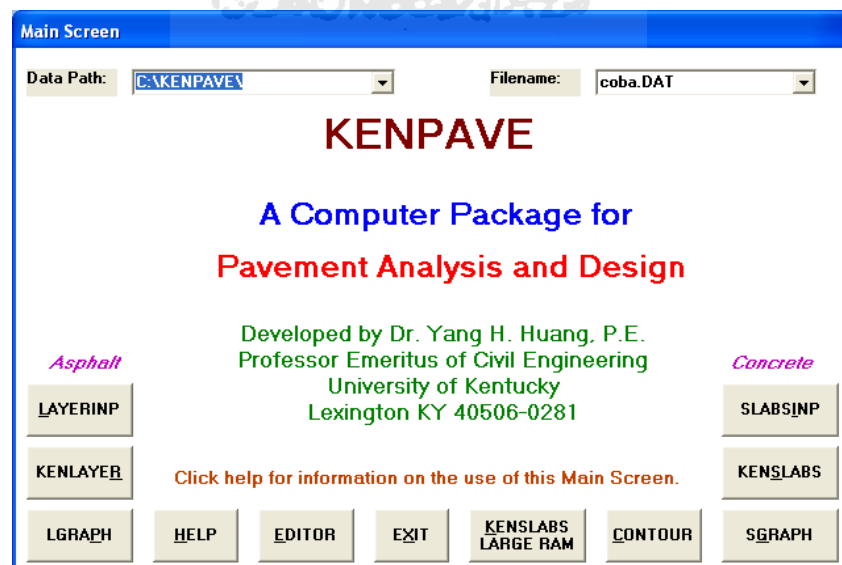 Main Screen
Data Path: C:\KENPAVE\ Filename: coba.DAT
KENPAVE
A Computer Package for
Pavement Analysis and Design
Developed by Dr. Yang H. Huang, P.E.
Professor Emeritus of Civil Engineering
University of Kentucky
Lexington KY 40506-0281
Asphalt
Concrete
LAYERINP
SLABSINP
KENLAYER
Click help for information on the use of this Main Screen.
KENSLABS
LGRAPH
HELP
EDITOR
EXIT
KENSLABS
LARGE RAM
CONTOUR
SGRAPH